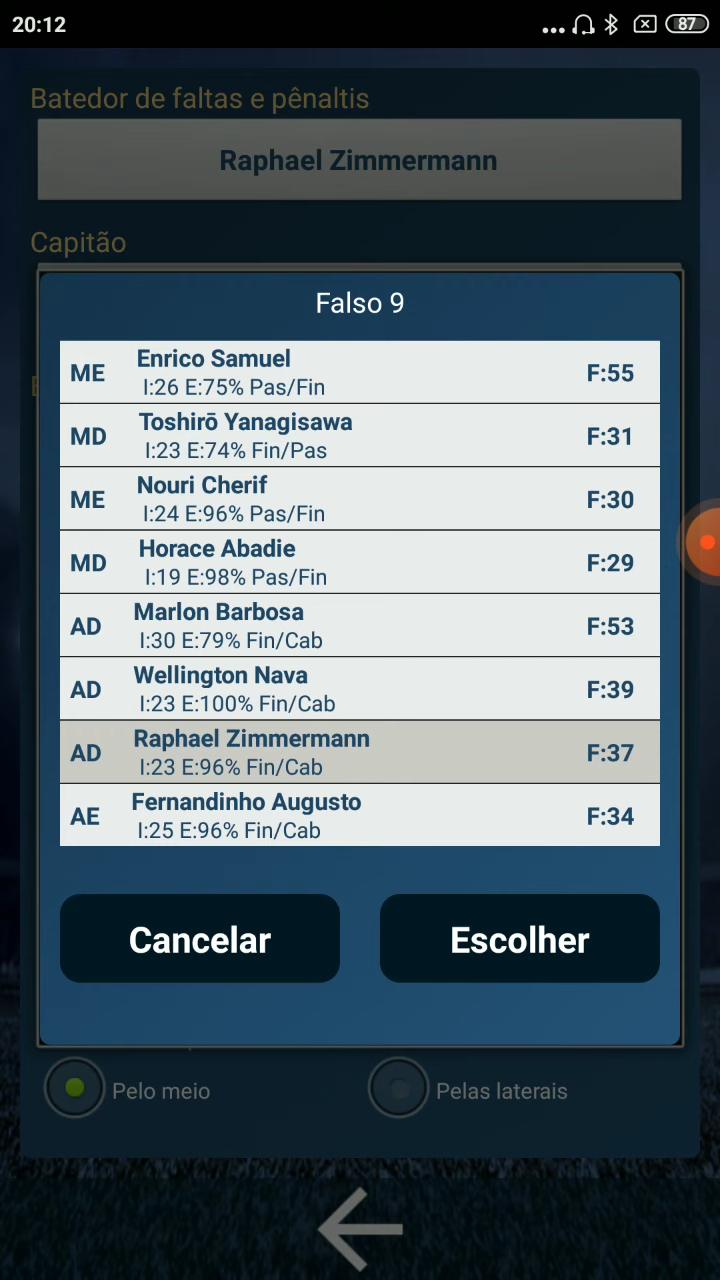 20:12
87
Batedor de faltas e pênaltis
Raphael Zimmermann
Capitão
Falso 9
ME Enrico Samuel F:55
I:26 E:75% Pas/Fin
MD Toshirō Yanagisawa F:31
I:23 E:74% Fin/Pas
ME Nouri Cherif F:30
I:24 E:96% Pas/Fin
MD Horace Abadie F:29
I:19 E:98% Pas/Fin
AD Marlon Barbosa F:53
I:30 E:79% Fin/Cab
AD Wellington Nava F:39
I:23 E:100% Fin/Cab
AD Raphael Zimmermann F:37
I:23 E:96% Fin/Cab
AE Fernandinho Augusto F:34
I:25 E:96% Fin/Cab
Cancelar Escolher
Pelo meio Pelas laterais